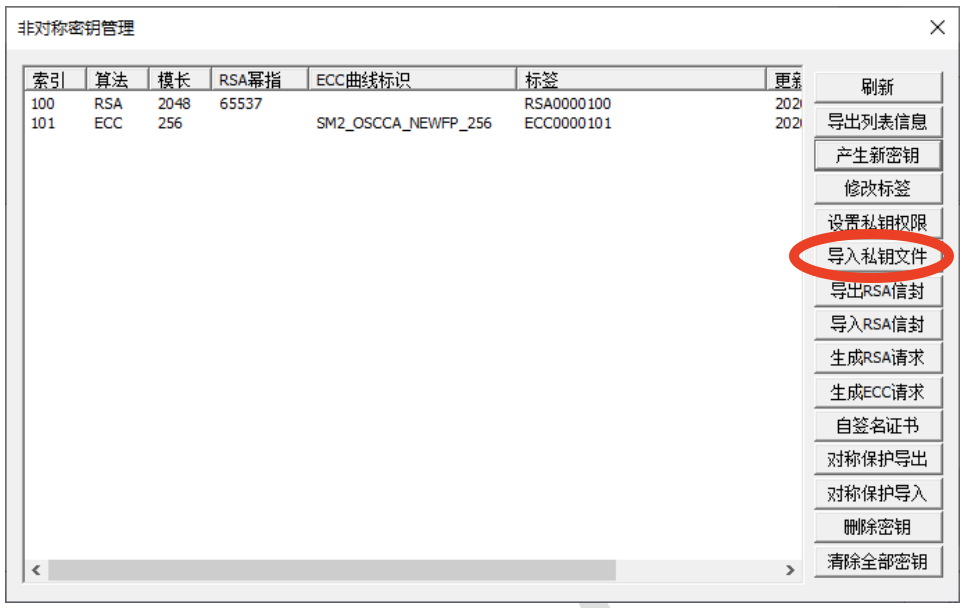 非对称密钥管理
索引 算法 模长 RSA幂指 ECC曲线标识 标签 更新
100 RSA 2048 65537 RSA0000100 202
101 ECC 256 SM2_OSCCA_NEWFP_256 ECC0000101 202
刷新
导出列表信息
产生新密钥
修改标签
设置私钥权限
导入私钥文件
导出RSA信封
导入RSA信封
生成RSA请求
生成ECC请求
自签名证书
对称保护导出
对称保护导入
删除密钥
清除全部密钥